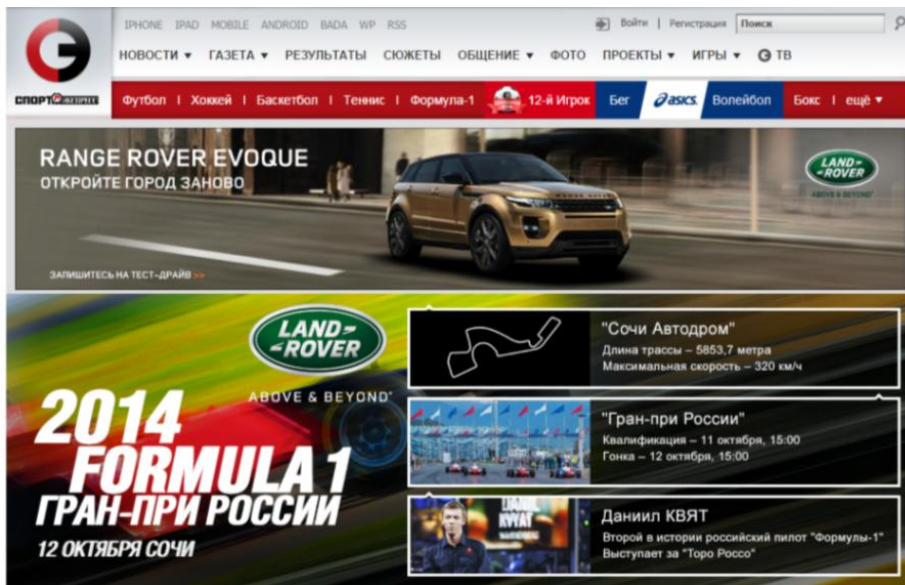 IPHONE IPAD MOBILE ANDROID BADA WP RSS
Войти | Регистрация Поиск
НОВОСТИ ▾ ГАЗЕТА ▾ РЕЗУЛЬТАТЫ СЮЖЕТЫ ОБЩЕНИЕ ▾ ФОТО ПРОЕКТЫ ▾ ИГРЫ ▾ ТВ
СПОРТ ЭКСПРЕСС
Футбол | Хоккей | Баскетбол | Теннис | Формула-1 12-й Игрок Бег asics. Волейбол Бокс | ещё ▾
RANGE ROVER EVOQUE
ОТКРОЙТЕ ГОРОД ЗАНОВО
LAND-
-ROVER
ABOVE & BEYOND
ЗАПИШИТЕСЬ НА ТЕСТ-ДРАЙВ >>
LAND-
-ROVER
ABOVE & BEYOND
2014
FORMULA 1
ГРАН-ПРИ РОССИИ
12 ОКТЯБРЯ СОЧИ
"Сочи Автодром"
Длина трассы – 5853,7 метра
Максимальная скорость – 320 км/ч
"Гран-при России"
Квалификация – 11 октября, 15:00
Гонка – 12 октября, 15:00
DANIIL
KVYAT
Даниил КВЯТ
Второй в истории российский пилот "Формулы-1"
Выступает за "Торо Россо"